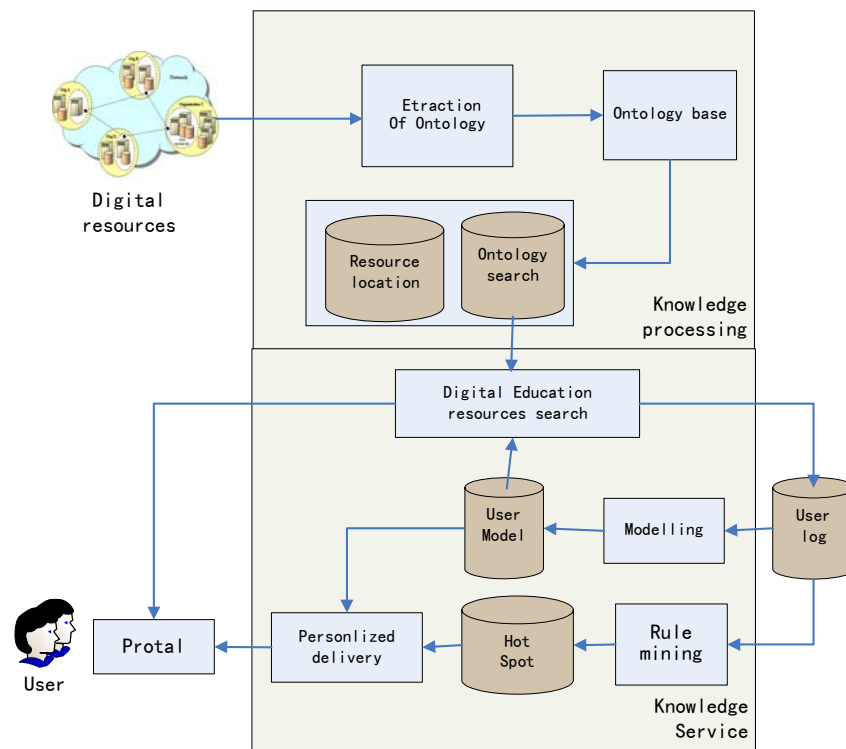 Etraction
Of Ontology
Ontology base
Digital
resources
Resource
location
Ontology
search
Knowledge
processing
Digital Education
resources search
User
Model
Modelling
User
log
Protal
Personlized
delivery
Hot
Spot
Rule
mining
User
Knowledge
Service